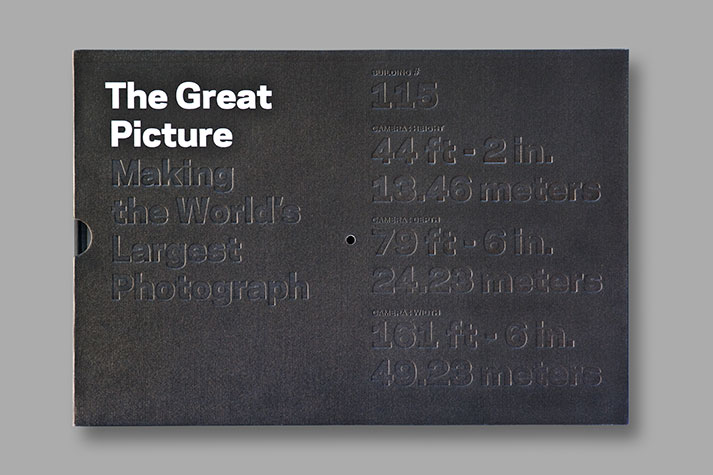 The Great
Picture
Making
the World's
Largest
Photograph
BUILDING #
115
CAMERA: HEIGHT
44 ft - 2 in.
13.46 meters
CAMERA: DEPTH
79 ft - 6 in.
24.23 meters
CAMERA: WIDTH
161 ft - 6 in.
49.23 meters